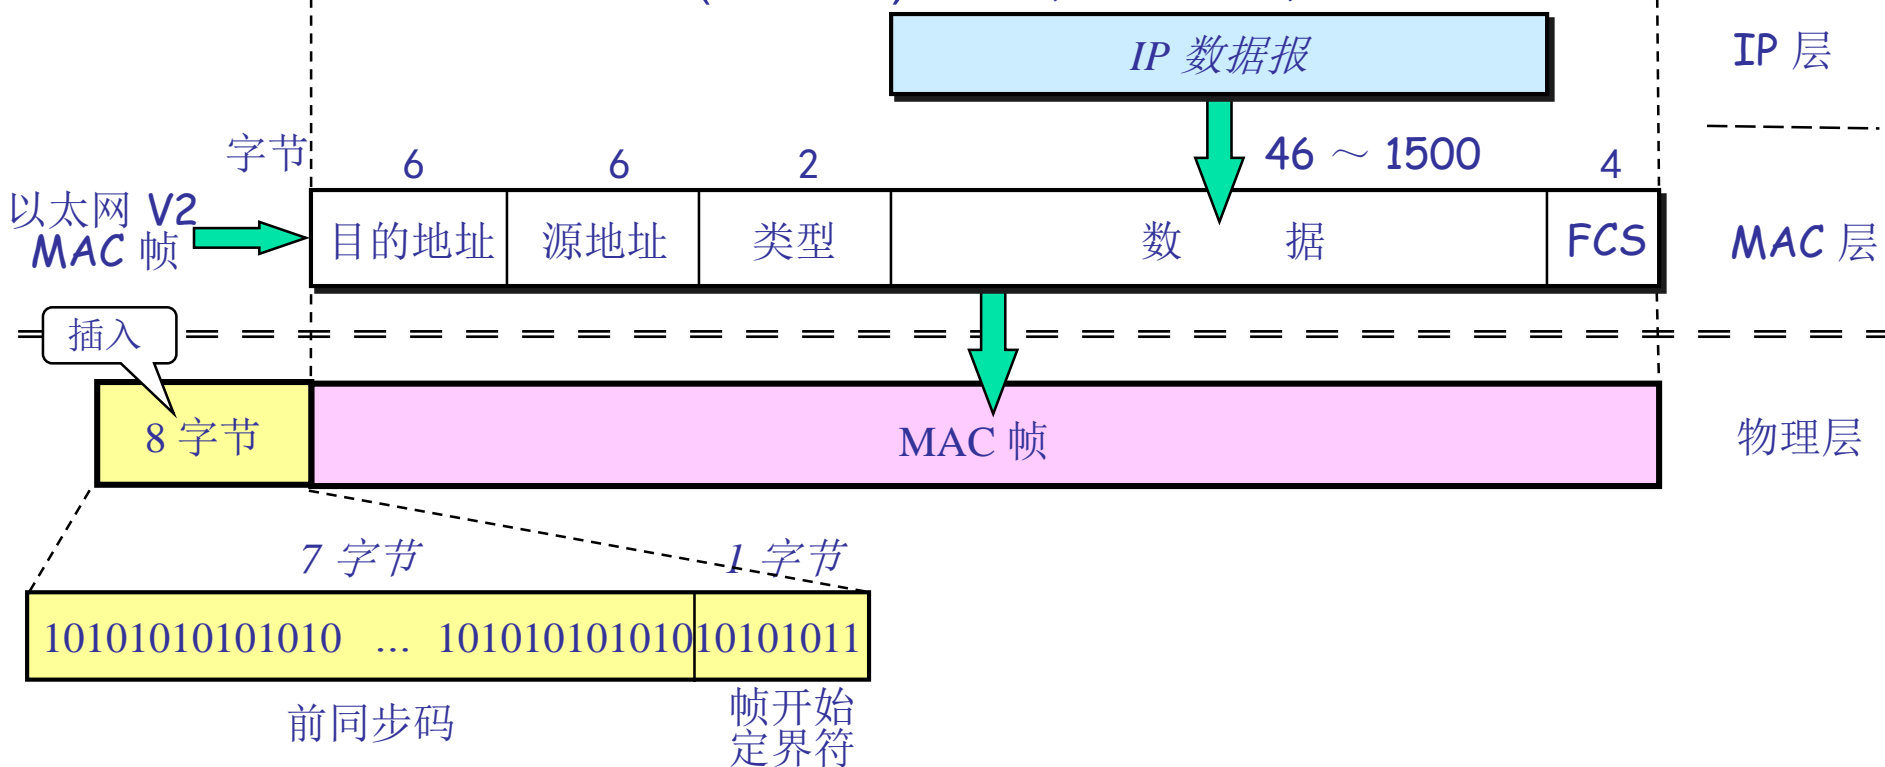 IP 数据报
IP 层
字节
6
6
2
46 ～ 1500
4
以太网 V2
MAC 帧
目的地址
源地址
类型
数 据
FCS
MAC 层
插入
8 字节
MAC 帧
物理层
7 字节
1 字节
10101010101010 ... 101010101010
10101011
前同步码
帧开始
定界符